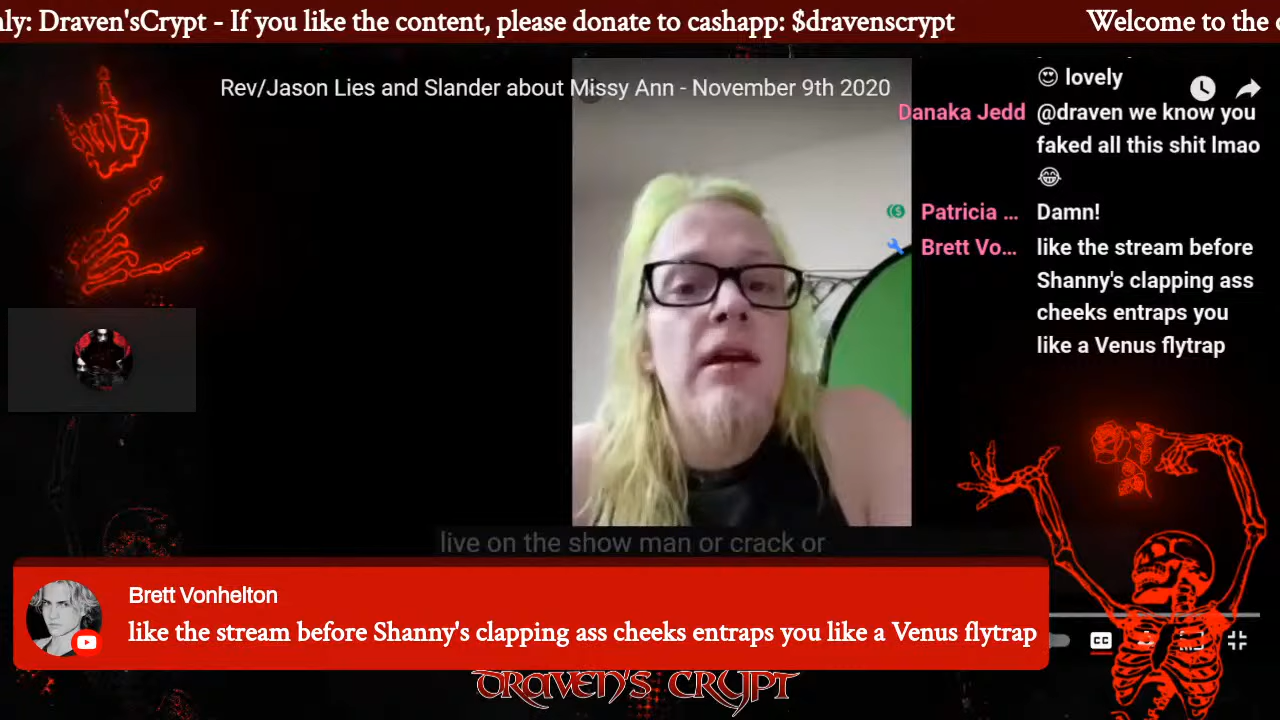 nly: Draven'sCrypt - If you like the content, please donate to cashapp: $dravenscrypt
Welcome to the
Rev/Jason Lies and Slander about Missy Ann - November 9th 2020
😍 lovely
Danaka Jedd @draven we know you
faked all this shit lmao
😂
Patricia ... Damn!
Brett Vo... like the stream before
Shanny's clapping ass
cheeks entraps you
like a Venus flytrap
live on the show man or crack or
Brett Vonhelton
like the stream before Shanny's clapping ass cheeks entraps you like a Venus flytrap
CC
DRAVEN'S CRYPT